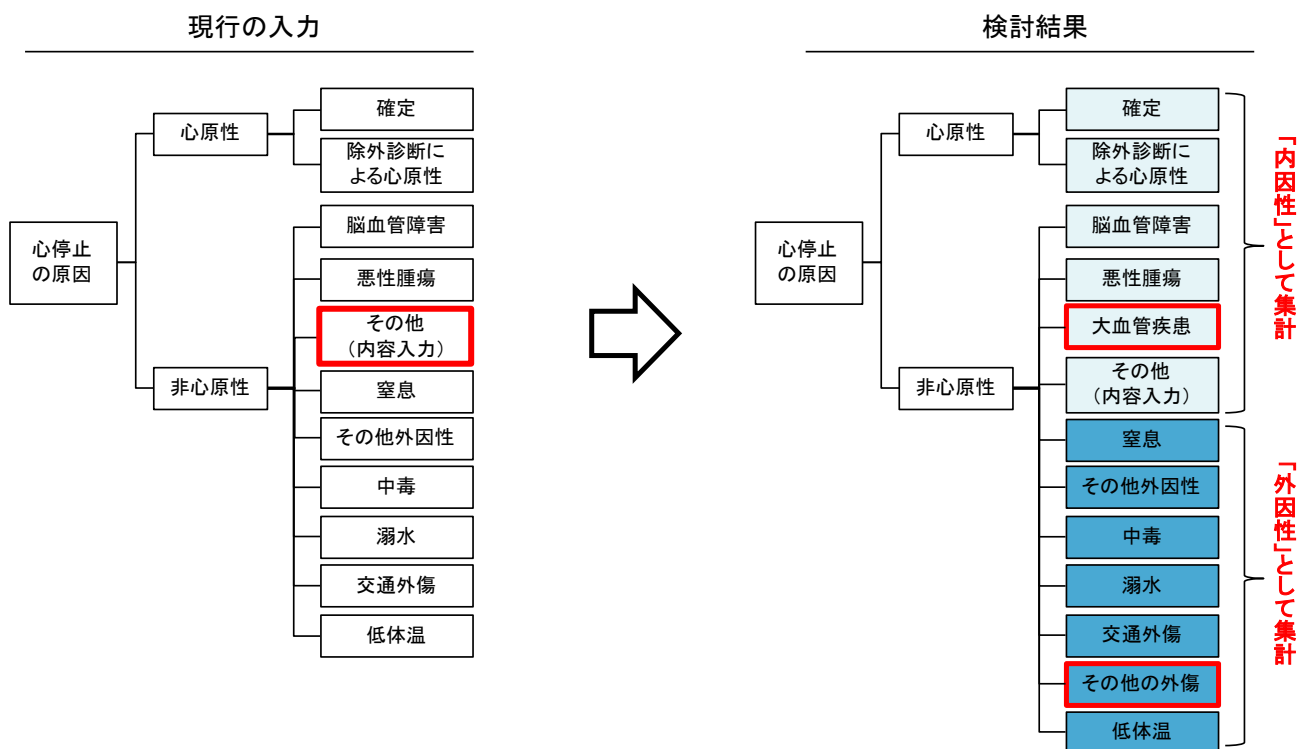 現行の入力
心停止
の原因
心原性
確定
除外診断に
よる心原性
非心原性
脳血管障害
悪性腫瘍
その他
（内容入力）
窒息
その他外因性
中毒
溺水
交通外傷
低体温
検討結果
心停止
の原因
心原性
確定
除外診断に
よる心原性
非心原性
脳血管障害
悪性腫瘍
大血管疾患
その他
（内容入力）
窒息
その他外因性
中毒
溺水
交通外傷
その他の外傷
低体温
「内因性」として集計
「外因性」として集計